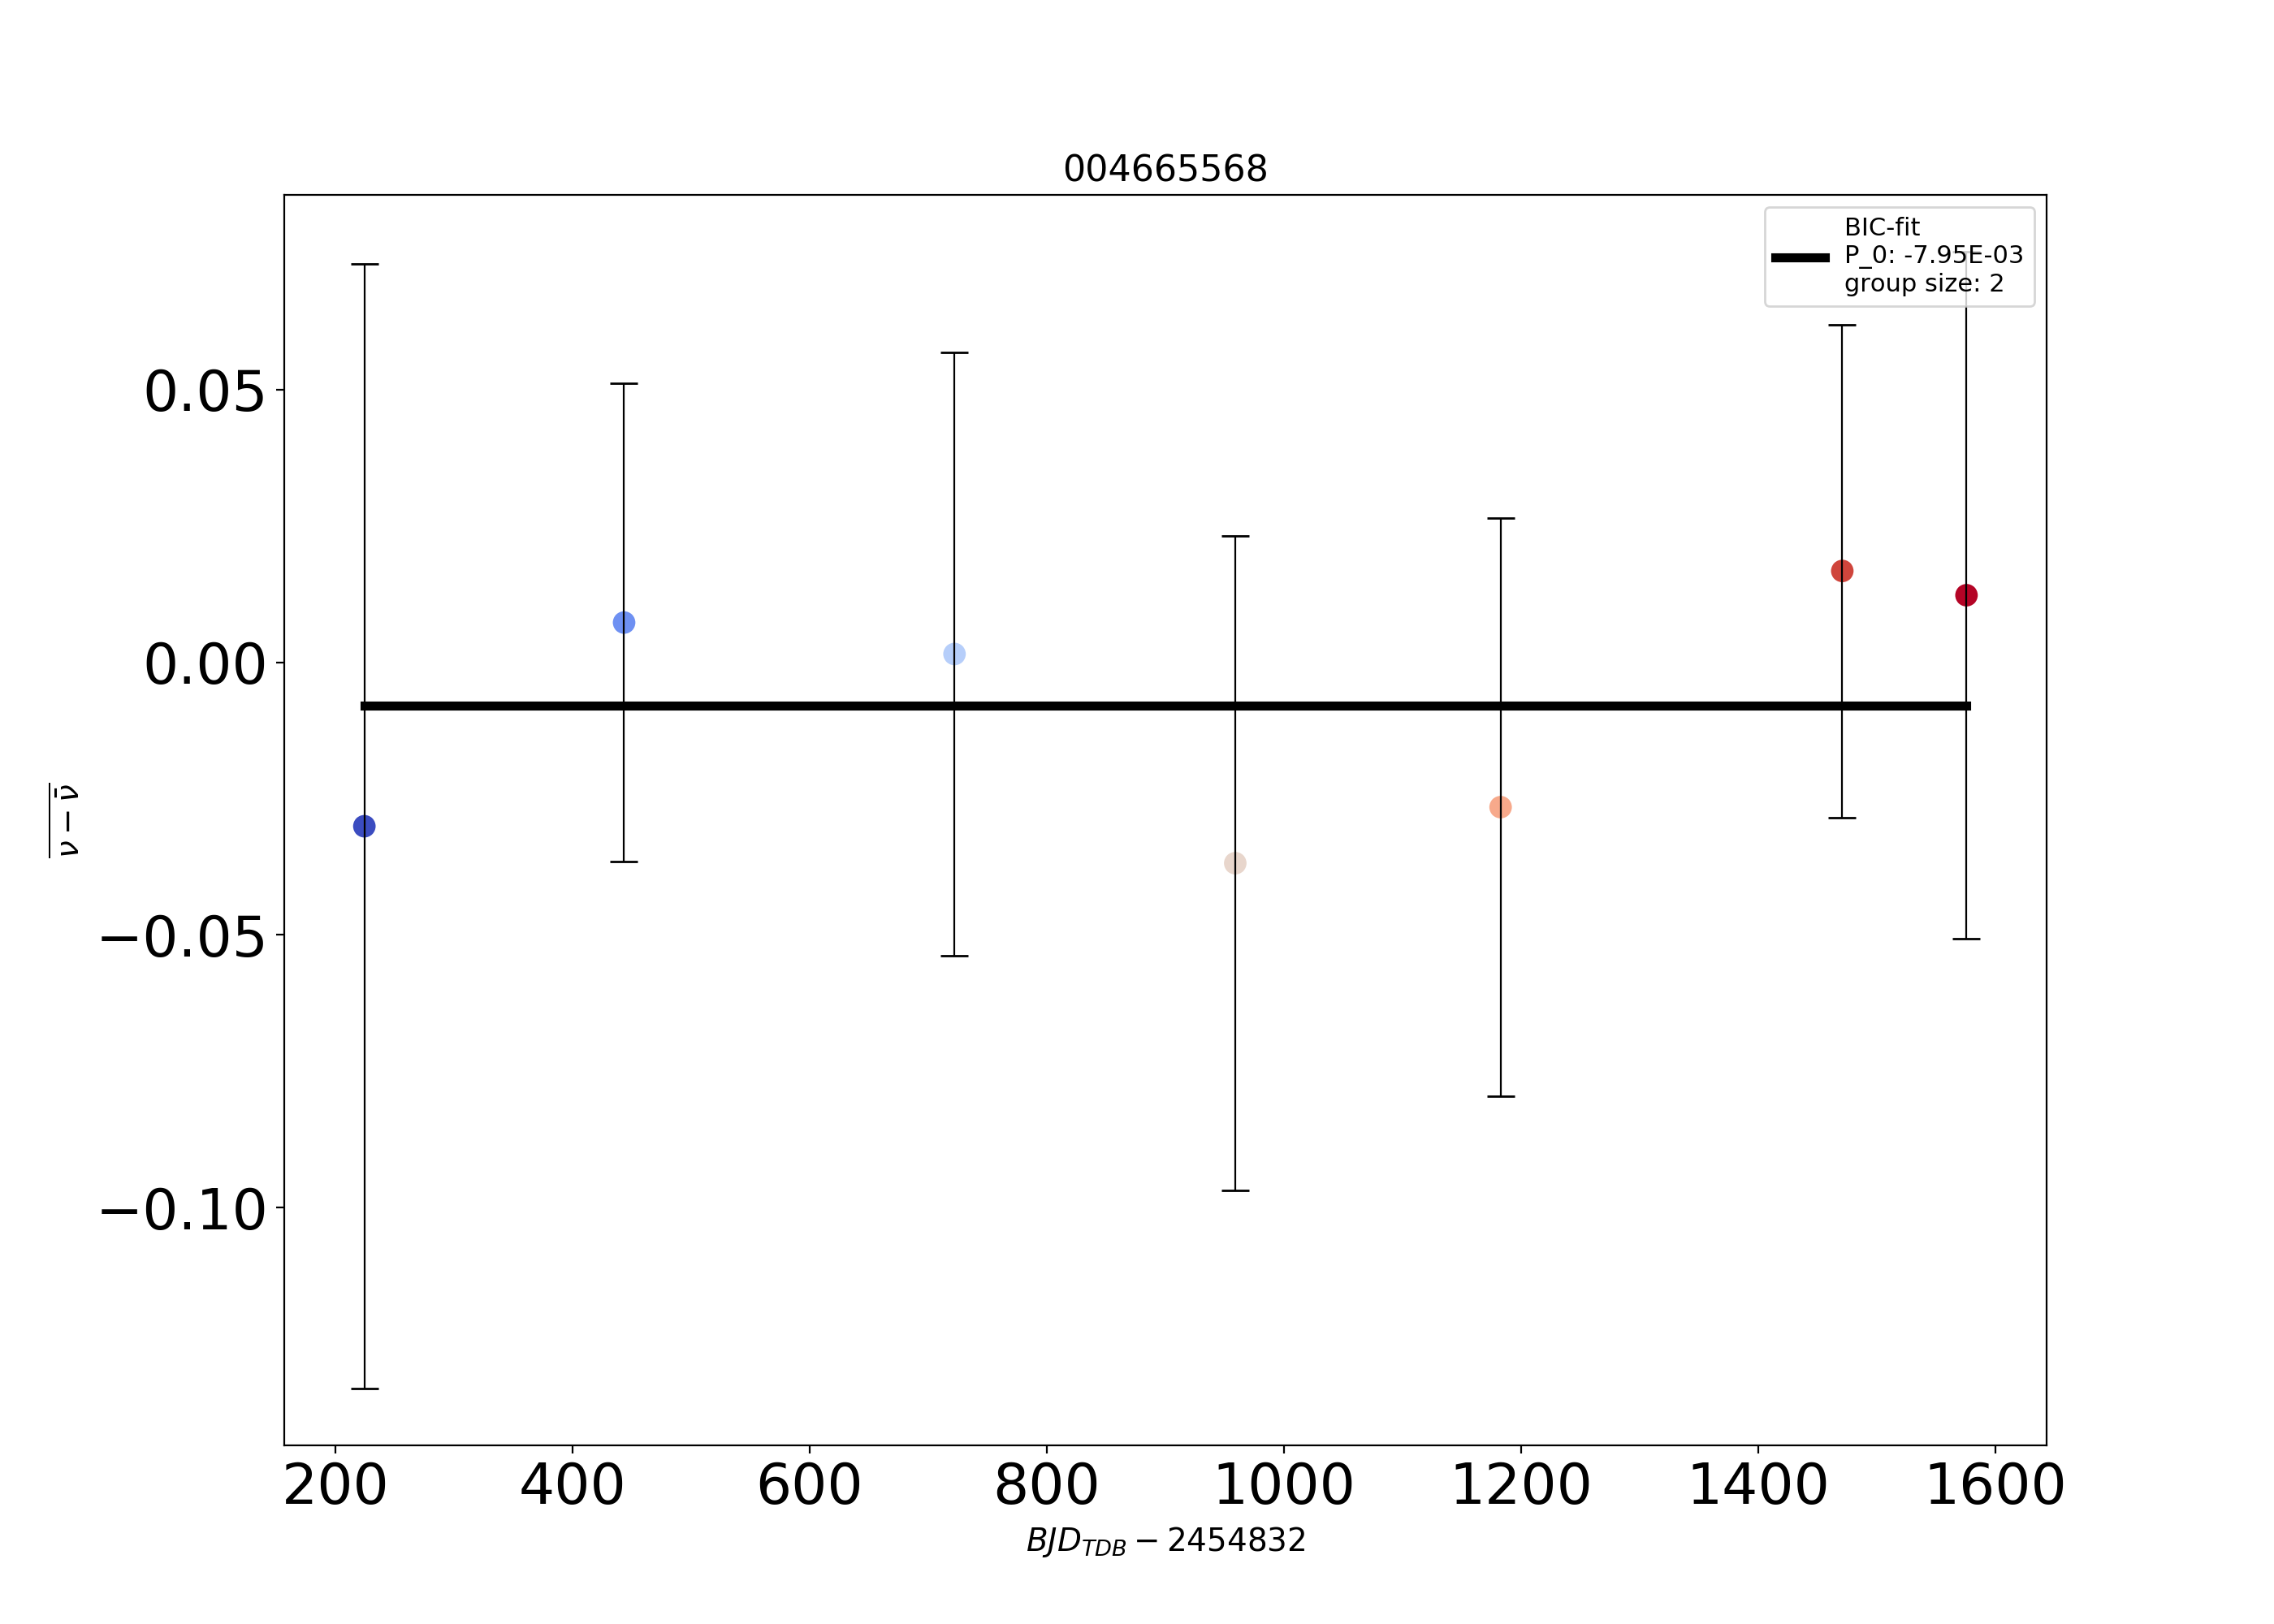 004665568
BIC-fit
P_0: -7.95E-03
group size: 2
0.05
0.00
−0.05
−0.10
ν − ν̄
200 400 600 800 1000 1200 1400 1600
BJD_TDB − 2454832